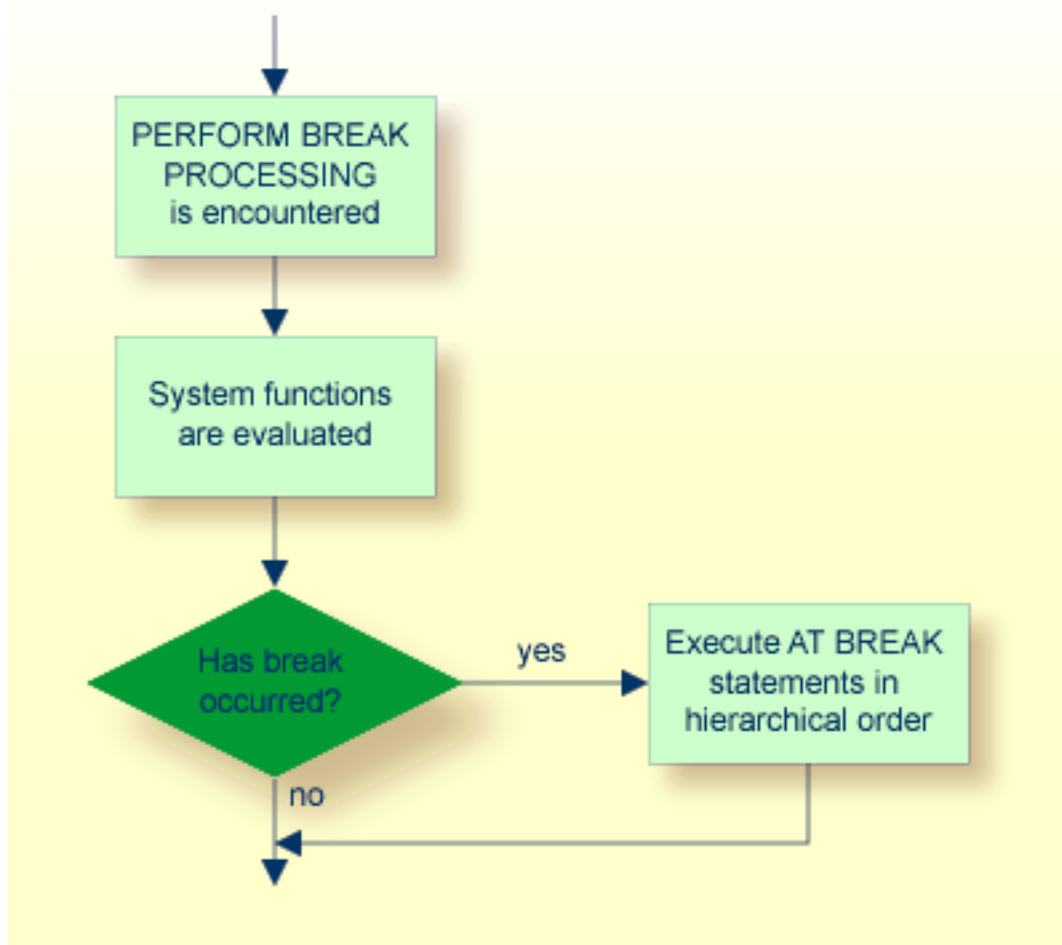 PERFORM BREAK
PROCESSING
is encountered
System functions
are evaluated
Has break
occurred?
yes
Execute AT BREAK
statements in
hierarchical order
no